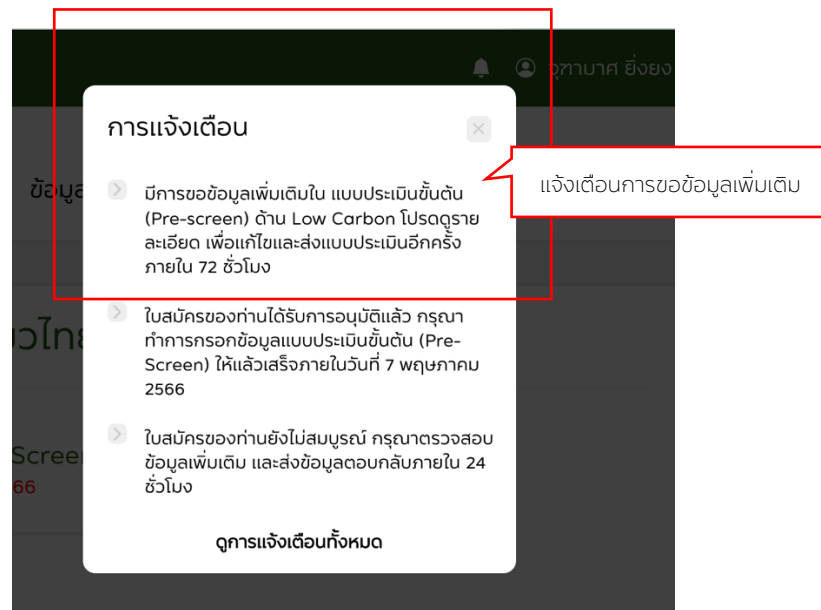 จุฑามาศ ยิ่งยง
การแจ้งเตือน
แจ้งเตือนการขอข้อมูลเพิ่มเติม
มีการขอข้อมูลเพิ่มเติมใน แบบประเมินขั้นต้น
(Pre-screen) ด้าน Low Carbon โปรดดูราย
ละเอียด เพื่อแก้ไขและส่งแบบประเมินอีกครั้ง
ภายใน 72 ชั่วโมง
ใบสมัครของท่านได้รับการอนุมัติแล้ว กรุณา
ทำการกรอกข้อมูลแบบประเมินขั้นต้น (Pre-
Screen) ให้แล้วเสร็จภายในวันที่ 7 พฤษภาคม
2566
ใบสมัครของท่านยังไม่สมบูรณ์ กรุณาตรวจสอบ
ข้อมูลเพิ่มเติม และส่งข้อมูลตอบกลับภายใน 24
ชั่วโมง
66
ดูการแจ้งเตือนทั้งหมด